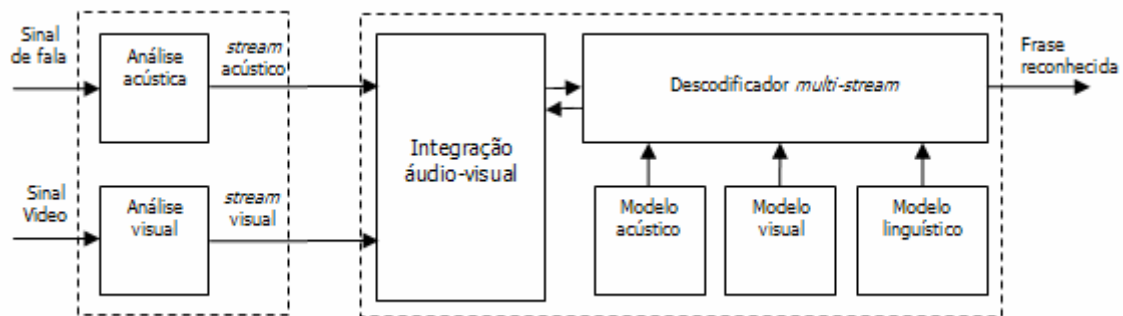 Sinal
de fala
Análise
acústica
stream
acústico
Integração
áudio-visual
Descodificador multi-stream
Frase
reconhecida
Sinal
Video
Análise
visual
stream
visual
Modelo
acústico
Modelo
visual
Modelo
linguístico